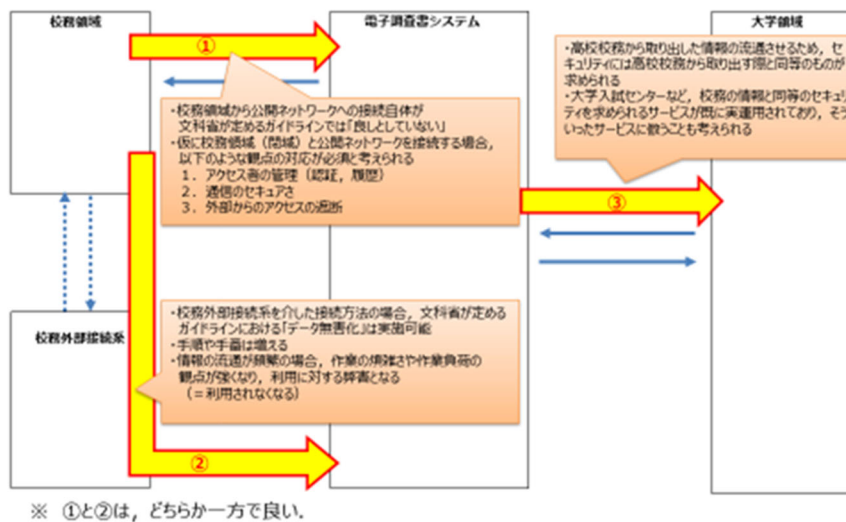 校務領域
電子調査書システム
大学領域
①
・高校校務から取り出した情報の流通させるため，セ
キュリティには高校校務から取り出す際と同等のものが
求められる
・大学入試センターなど，校務の情報と同等のセキュリ
ティを求められるサービスが既に実運用されており，そう
いったサービスに倣うことも考えられる
・校務領域から公開ネットワークへの接続自体が
文科省が定めるガイドラインでは「良しとしていない」
・仮に校務領域（閉域）と公開ネットワークを接続する場合，
以下のような観点の対応が必須と考えられる
1．アクセス者の管理（認証，履歴）
2．通信のセキュアさ
3．外部からのアクセスの遮断
③
校務外部接続系
・校務外部接続系を介した接続方法の場合，文科省が定める
ガイドラインにおける「データ無害化」は実施可能
・手順や手番は増える
・情報の流通が頻繁の場合，作業の煩雑さや作業負荷の
観点が強くなり，利用に対する弊害となる
（＝利用されなくなる）
②
※ ①と②は，どちらか一方で良い．